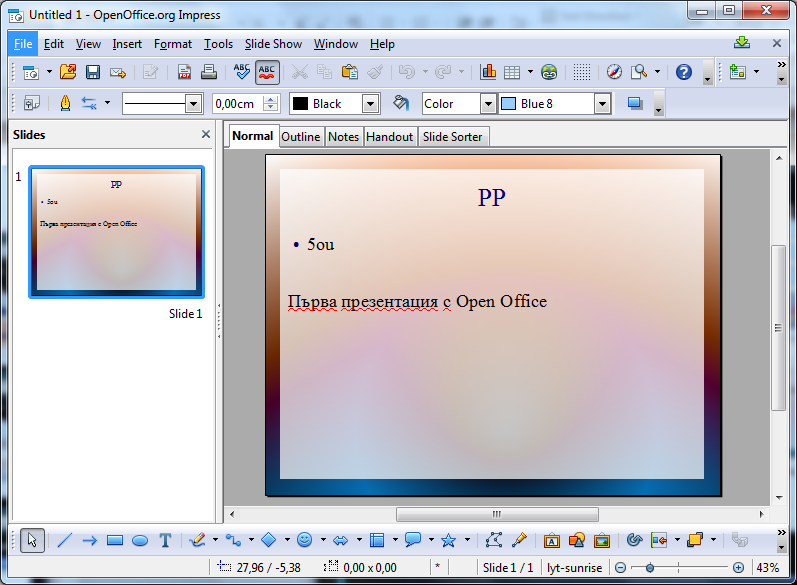 Untitled 1 - OpenOffice.org Impress
File Edit View Insert Format Tools Slide Show Window Help
0,00cm Black Color Blue 8
Slides
Normal Outline Notes Handout Slide Sorter
1
PP
5ou
Първа презентация с Open Office
Slide 1
PP
5ou
Първа презентация с Open Office
27,96 / -5,38 0,00 x 0,00 * Slide 1 / 1 lyt-sunrise 43%